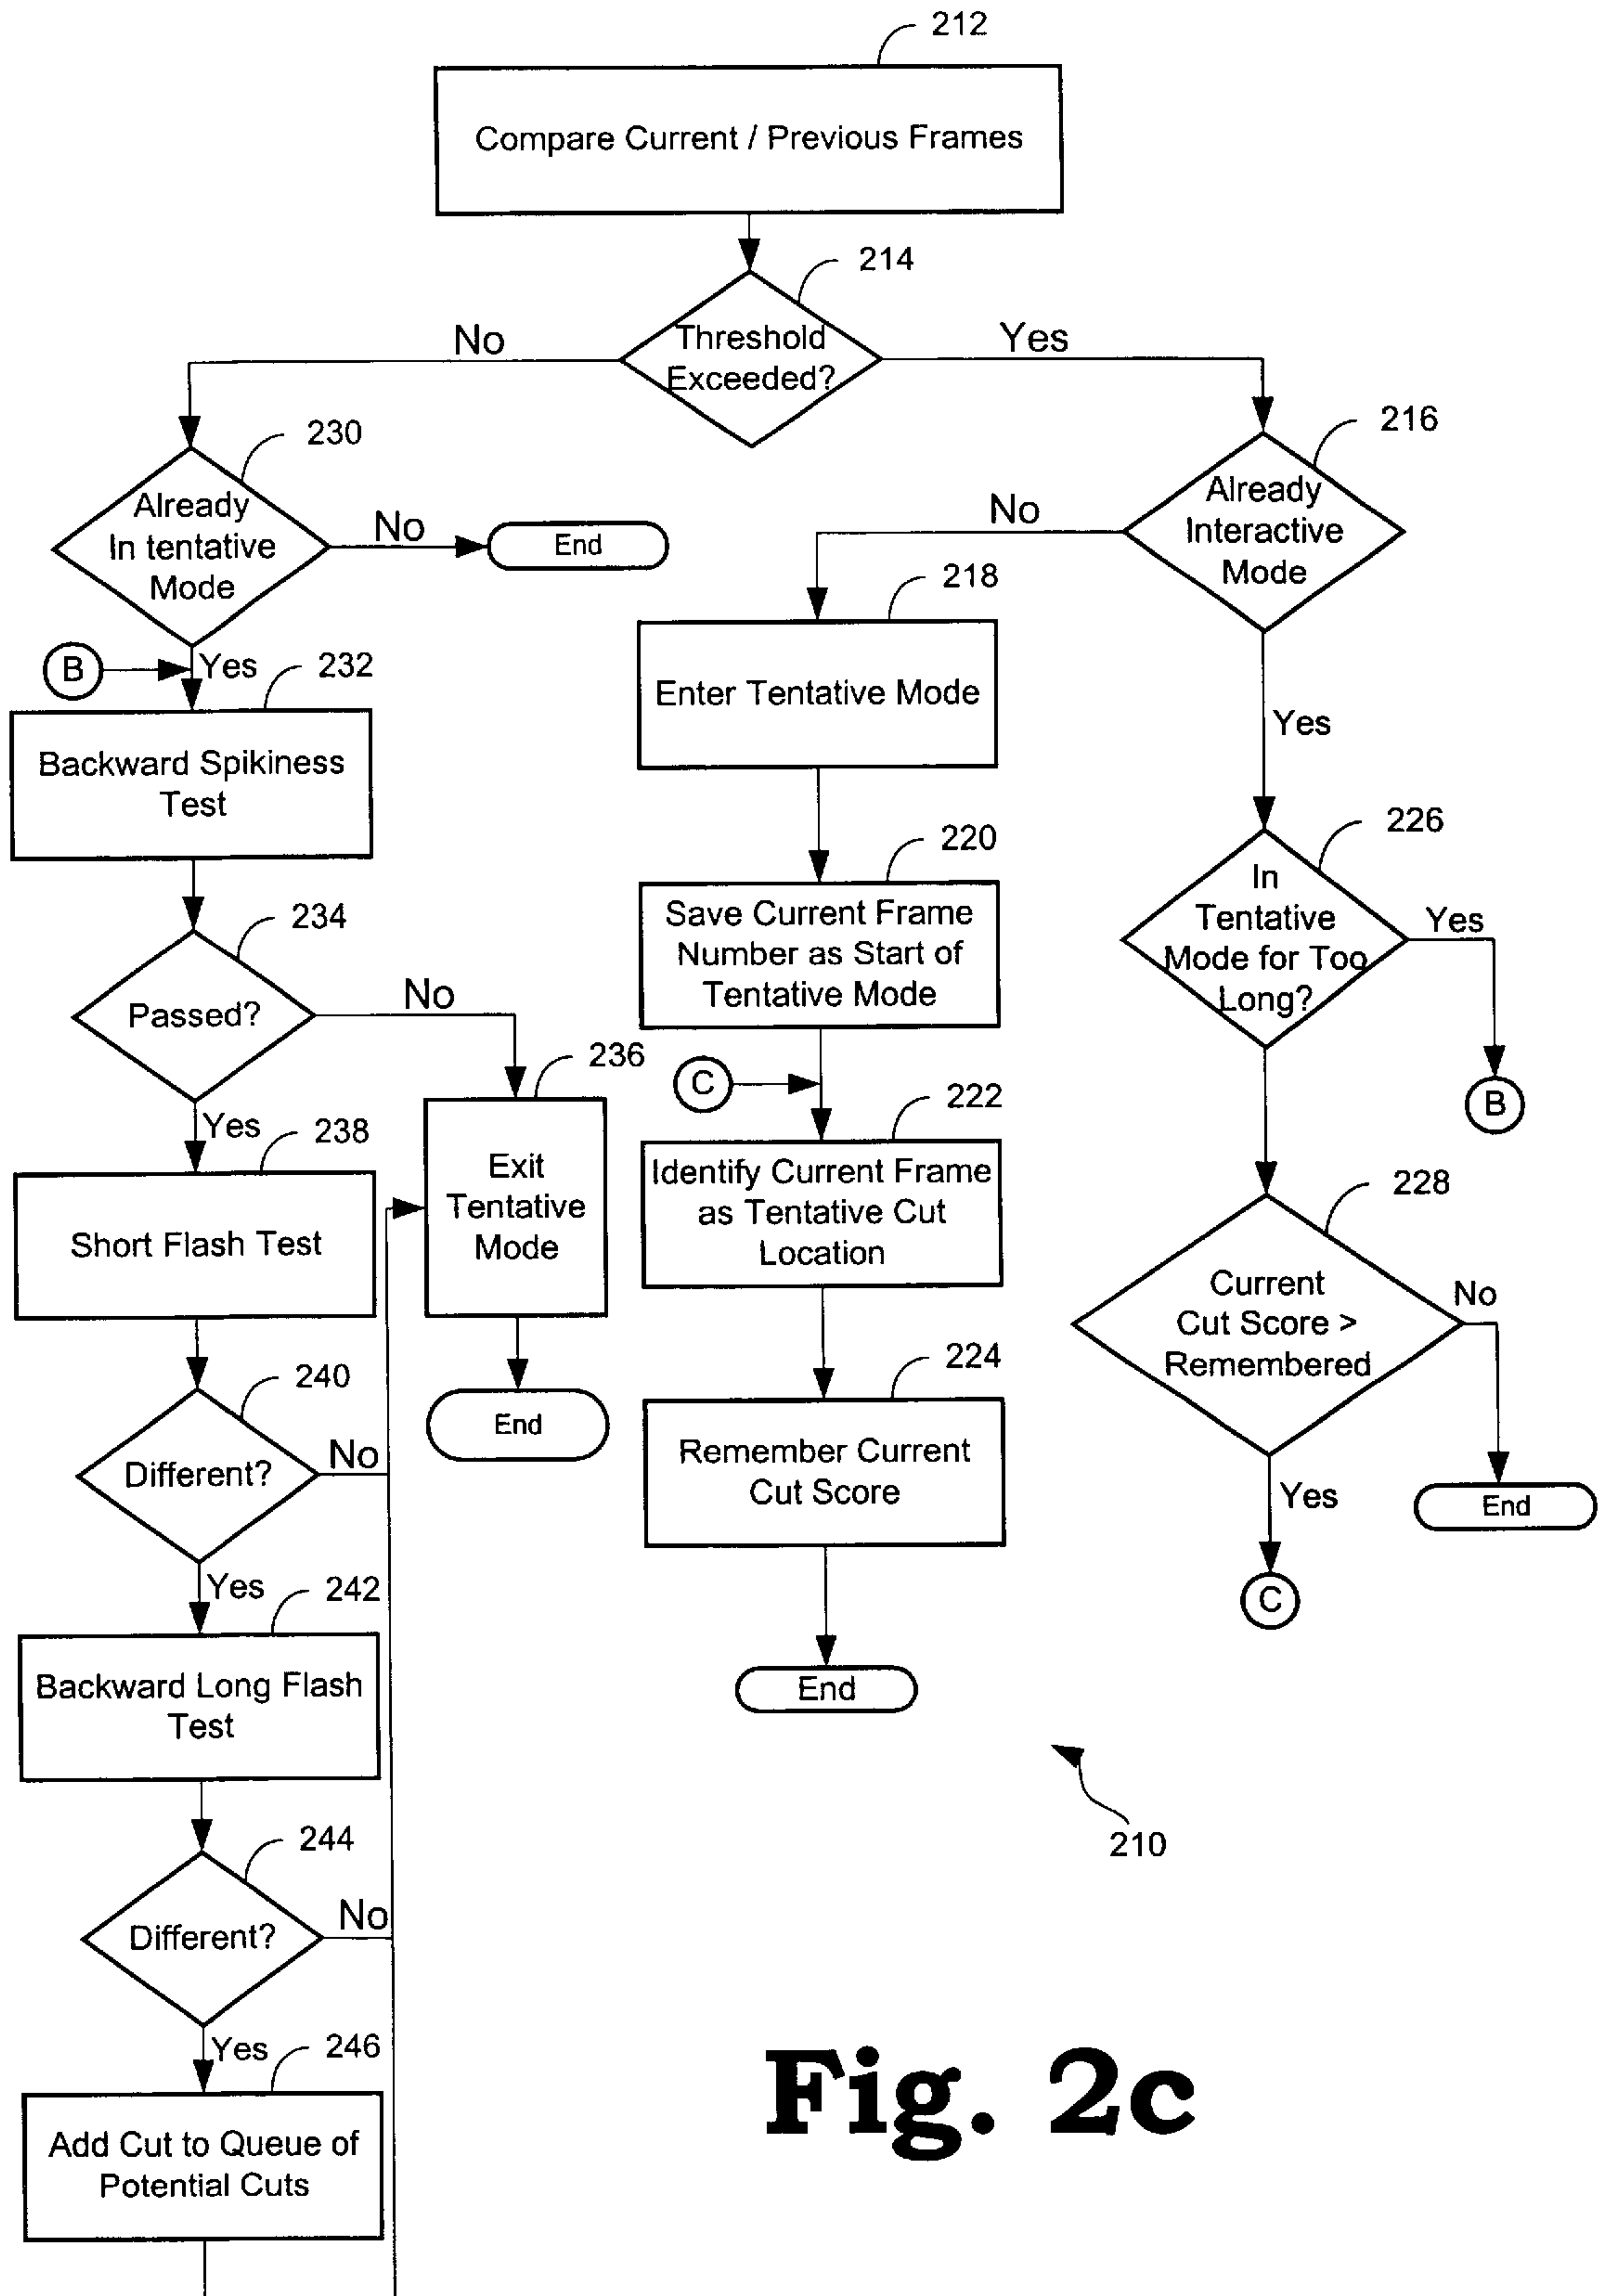 212
Compare Current / Previous Frames
214
Threshold
Exceeded?
No
Yes
230
Already
In tentative
Mode
No
End
216
Already
Interactive
Mode
No
Yes
218
Enter Tentative Mode
B
Yes
232
Backward Spikiness
Test
220
Save Current Frame
Number as Start of
Tentative Mode
226
In
Tentative
Mode for Too
Long?
Yes
B
234
Passed?
No
236
Exit
Tentative
Mode
End
C
222
Identify Current Frame
as Tentative Cut
Location
Yes
238
Short Flash Test
228
Current
Cut Score >
Remembered
No
End
Yes
C
224
Remember Current
Cut Score
End
240
Different?
No
Yes
242
Backward Long Flash
Test
244
Different?
No
Yes
246
Add Cut to Queue of
Potential Cuts
210
Fig. 2c